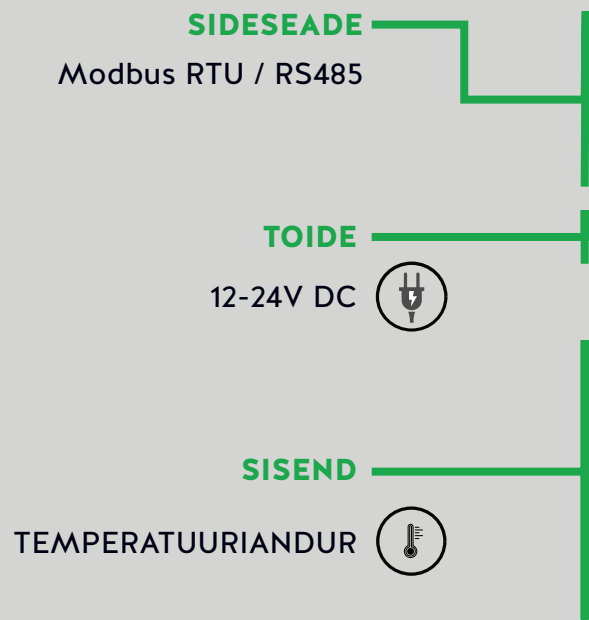 SIDESEADE
Modbus RTU / RS485
TOIDE
12-24V DC
SISEND
TEMPERATUURIANDUR